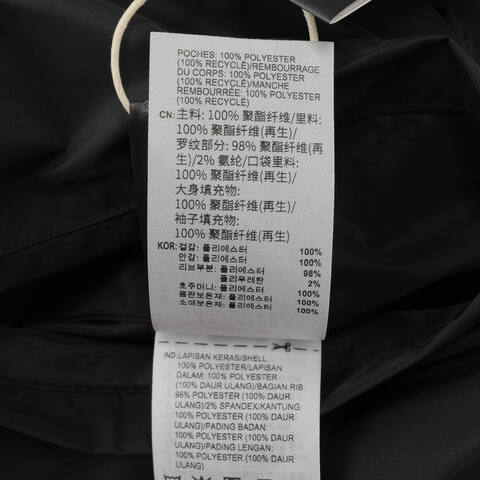 POCHES: 100% POLYESTER
(100% RECYCLÉ)/REMBOURRAGE
DU CORPS: 100% POLYESTER
(100% RECYCLÉ)/MANCHE
REMBOURRÉE: 100% POLYESTER
(100% RECYCLÉ)
CN: 主料: 100% 聚酯纤维/里料:
100% 聚酯纤维(再生)/
罗纹部分: 98% 聚酯纤维(再
生)/2% 氨纶/口袋里料:
100% 聚酯纤维(再生)/
大身填充物:
100% 聚酯纤维(再生)/
袖子填充物:
100% 聚酯纤维(再生)
KOR: 겉감: 폴리에스터 100%
안감: 폴리에스터 100%
리브부분: 폴리에스터 98%
폴리우레탄 2%
호주머니: 폴리에스터 100%
몸판보온재: 폴리에스터 100%
소매보온재: 폴리에스터 100%
IND: LAPISAN KERAS/SHELL
100% POLYESTER/LAPISAN
DALAM: 100% POLYESTER
(100% DAUR ULANG)/BAGIAN RIB:
98% POLYESTER (100% DAUR
ULANG)/2% SPANDEX/KANTUNG:
100% POLYESTER (100% DAUR
ULANG)/PADING BADAN:
100% POLYESTER (100% DAUR
ULANG)/PADING LENGAN:
100% POLYESTER (100% DAUR
ULANG)